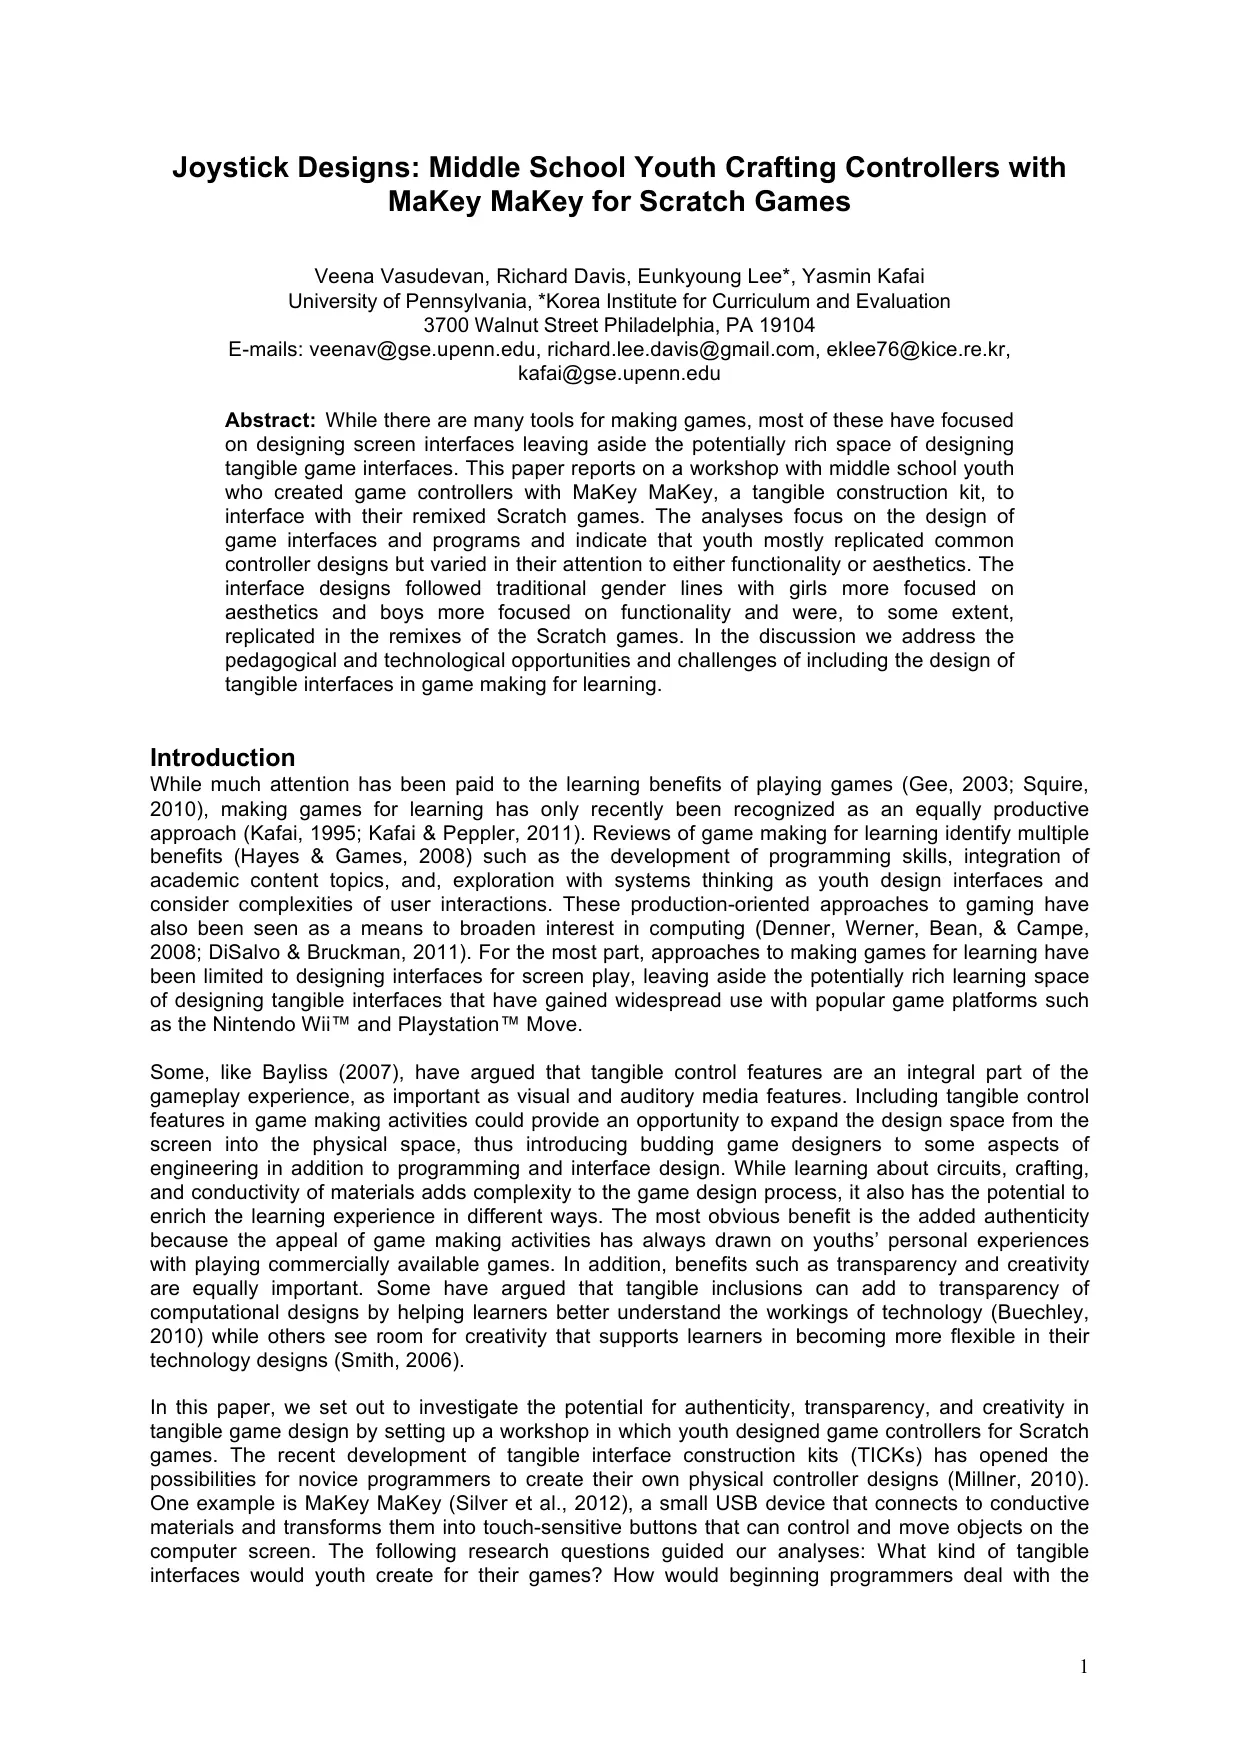 Joystick Designs: Middle School Youth Crafting Controllers with
MaKey MaKey for Scratch Games
Veena Vasudevan, Richard Davis, Eunkyoung Lee*, Yasmin Kafai
University of Pennsylvania, *Korea Institute for Curriculum and Evaluation
3700 Walnut Street Philadelphia, PA 19104
E-mails: veenav@gse.upenn.edu, richard.lee.davis@gmail.com, eklee76@kice.re.kr,
kafai@gse.upenn.edu
Abstract: While there are many tools for making games, most of these have focused
on designing screen interfaces leaving aside the potentially rich space of designing
tangible game interfaces. This paper reports on a workshop with middle school youth
who created game controllers with MaKey MaKey, a tangible construction kit, to
interface with their remixed Scratch games. The analyses focus on the design of
game interfaces and programs and indicate that youth mostly replicated common
controller designs but varied in their attention to either functionality or aesthetics. The
interface designs followed traditional gender lines with girls more focused on
aesthetics and boys more focused on functionality and were, to some extent,
replicated in the remixes of the Scratch games. In the discussion we address the
pedagogical and technological opportunities and challenges of including the design of
tangible interfaces in game making for learning.
Introduction
While much attention has been paid to the learning benefits of playing games (Gee, 2003; Squire,
2010), making games for learning has only recently been recognized as an equally productive
approach (Kafai, 1995; Kafai & Peppler, 2011). Reviews of game making for learning identify multiple
benefits (Hayes & Games, 2008) such as the development of programming skills, integration of
academic content topics, and, exploration with systems thinking as youth design interfaces and
consider complexities of user interactions. These production-oriented approaches to gaming have
also been seen as a means to broaden interest in computing (Denner, Werner, Bean, & Campe,
2008; DiSalvo & Bruckman, 2011). For the most part, approaches to making games for learning have
been limited to designing interfaces for screen play, leaving aside the potentially rich learning space
of designing tangible interfaces that have gained widespread use with popular game platforms such
as the Nintendo Wii™ and Playstation™ Move.
Some, like Bayliss (2007), have argued that tangible control features are an integral part of the
gameplay experience, as important as visual and auditory media features. Including tangible control
features in game making activities could provide an opportunity to expand the design space from the
screen into the physical space, thus introducing budding game designers to some aspects of
engineering in addition to programming and interface design. While learning about circuits, crafting,
and conductivity of materials adds complexity to the game design process, it also has the potential to
enrich the learning experience in different ways. The most obvious benefit is the added authenticity
because the appeal of game making activities has always drawn on youths’ personal experiences
with playing commercially available games. In addition, benefits such as transparency and creativity
are equally important. Some have argued that tangible inclusions can add to transparency of
computational designs by helping learners better understand the workings of technology (Buechley,
2010) while others see room for creativity that supports learners in becoming more flexible in their
technology designs (Smith, 2006).
In this paper, we set out to investigate the potential for authenticity, transparency, and creativity in
tangible game design by setting up a workshop in which youth designed game controllers for Scratch
games. The recent development of tangible interface construction kits (TICKs) has opened the
possibilities for novice programmers to create their own physical controller designs (Millner, 2010).
One example is MaKey MaKey (Silver et al., 2012), a small USB device that connects to conductive
materials and transforms them into touch-sensitive buttons that can control and move objects on the
computer screen. The following research questions guided our analyses: What kind of tangible
interfaces would youth create for their games? How would beginning programmers deal with the
1